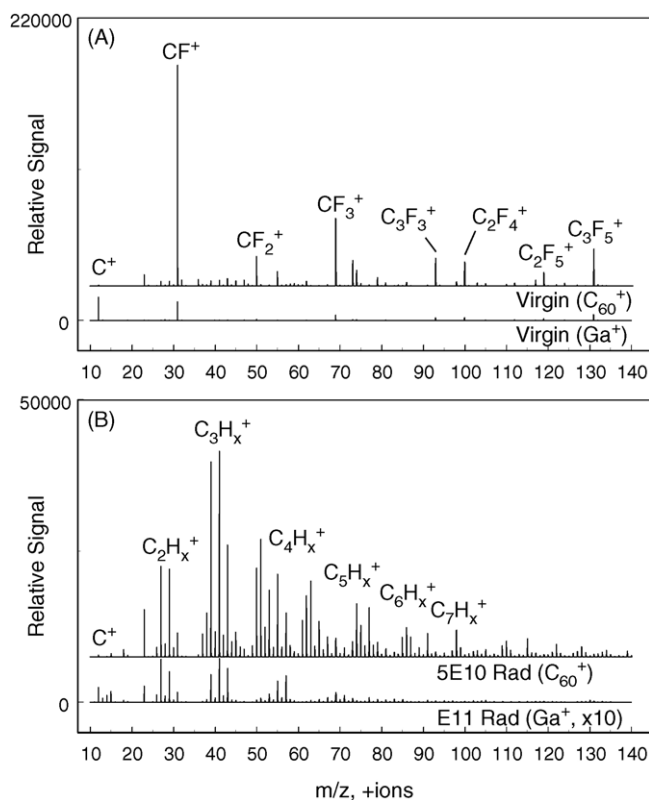 220000
(A)
CF+
Relative Signal
CF3+
C3F3+
C2F4+
CF2+
C3F5+
C2F5+
C+
Virgin (C60+)
0
Virgin (Ga+)
10 20 30 40 50 60 70 80 90 100 110 120 130 140
50000
(B)
C3HX+
Relative Signal
C2HX+
C4HX+
C5HX+
C6HX+
C7HX+
C+
5E10 Rad (C60+)
0
E11 Rad (Ga+, x10)
10 20 30 40 50 60 70 80 90 100 110 120 130 140
m/z, +ions